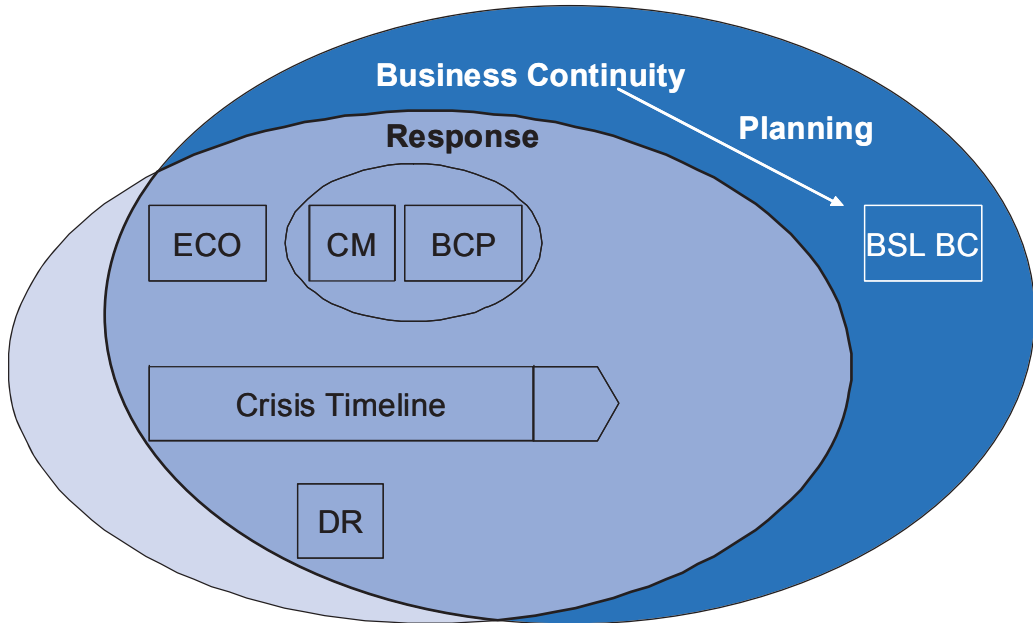 Business Continuity
Planning
Response
ECO
CM
BCP
BSL BC
Crisis Timeline
DR